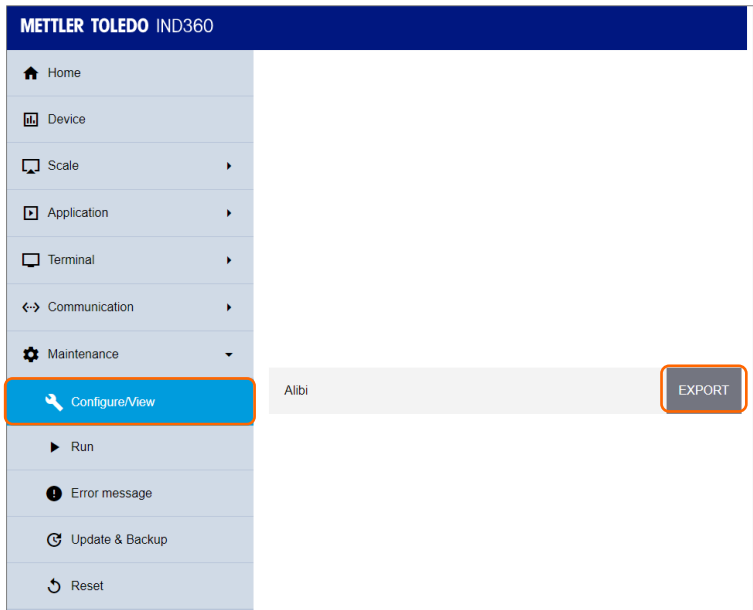 METTLER TOLEDO IND360
Home
Device
Scale
Application
Terminal
Communication
Maintenance
Configure/View
Alibi
EXPORT
Run
Error message
Update & Backup
Reset